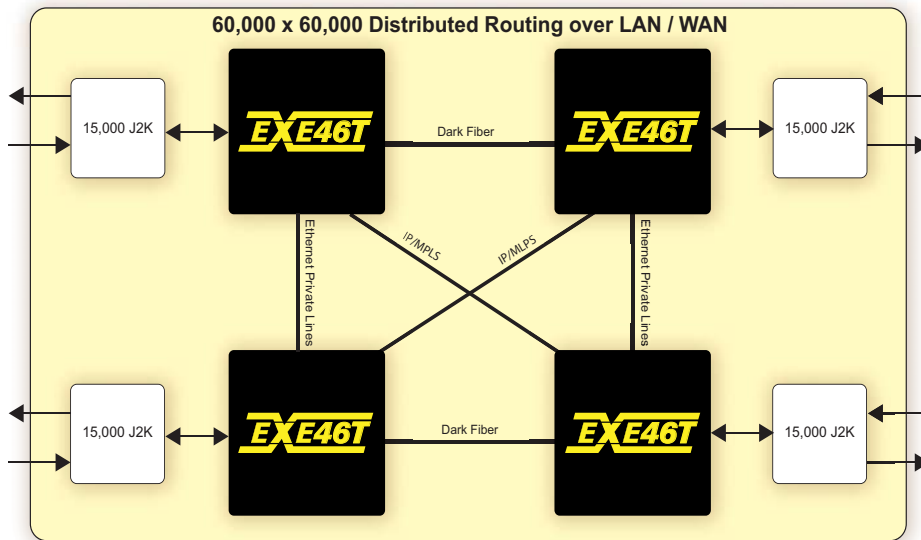 60,000 x 60,000 Distributed Routing over LAN / WAN
15,000 J2K
EXE46T
Dark Fiber
EXE46T
15,000 J2K
Ethernet Private Lines
IP/MPLS
IP/MLPS
Ethernet Private Lines
15,000 J2K
EXE46T
Dark Fiber
EXE46T
15,000 J2K